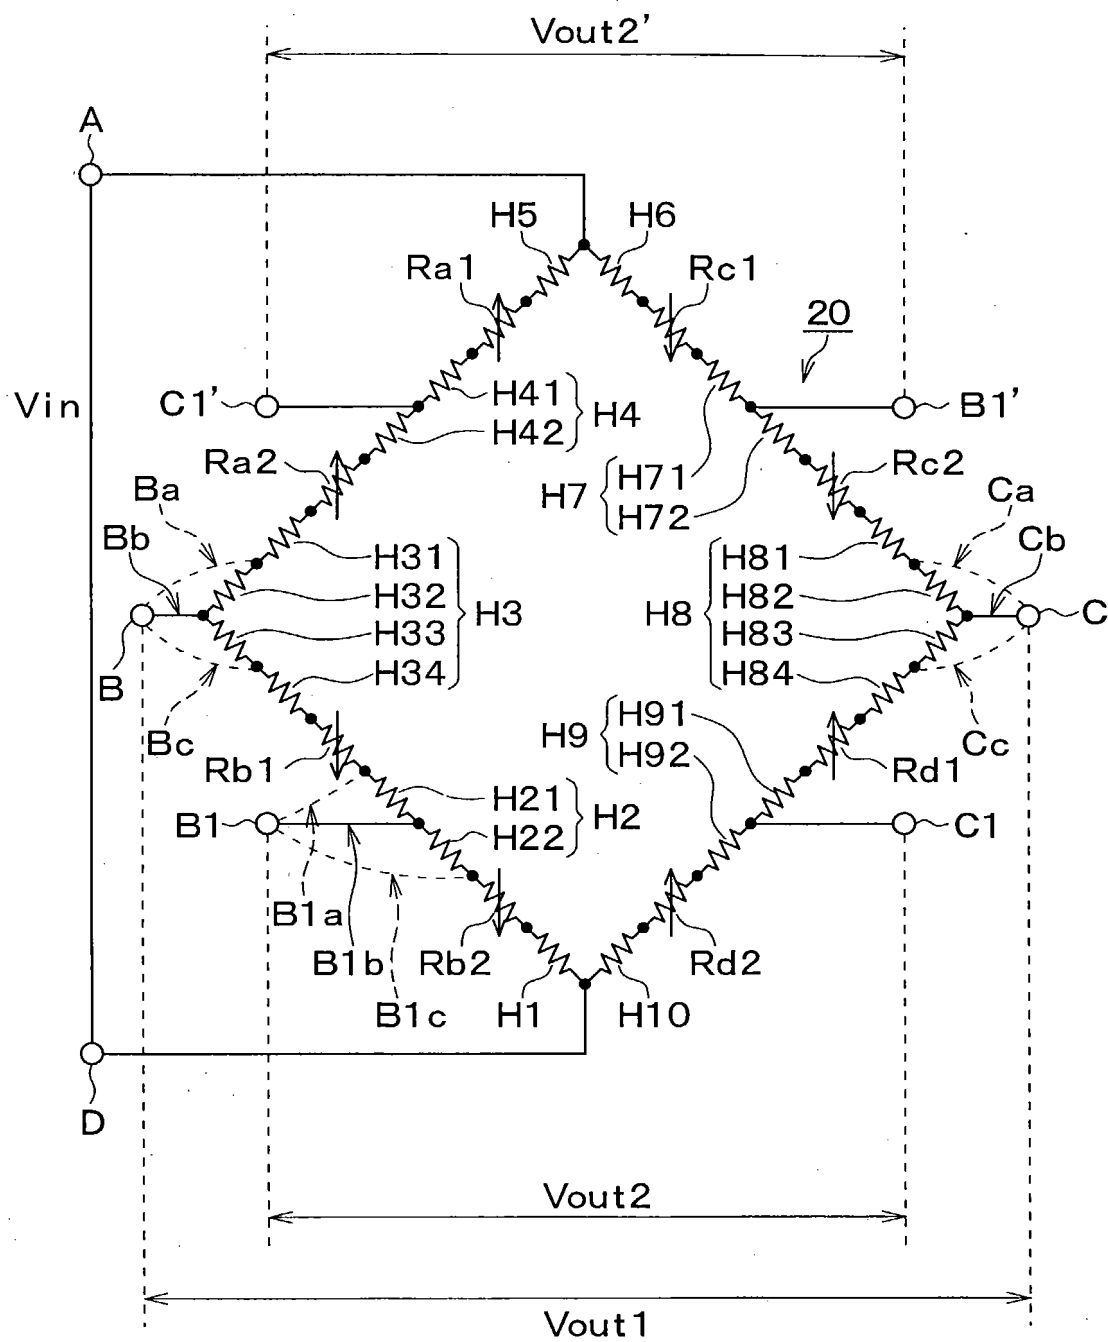 Vout2'
A
H5 H6
Ra1 Rc1
20
Vin C1' H41 H4 B1'
H42
Ra2 H71 Rc2
H7 H72
Ba Ca
Bb Cb
H31 H81
H32 H82
H3 H8 C
H33 H83
H34 H84
B
Bc H91 Cc
H9 H92
Rb1 Rd1
H21
B1 H2 C1
H22
B1a
B1b Rb2 Rd2
B1c H1 H10
D
Vout2
Vout1